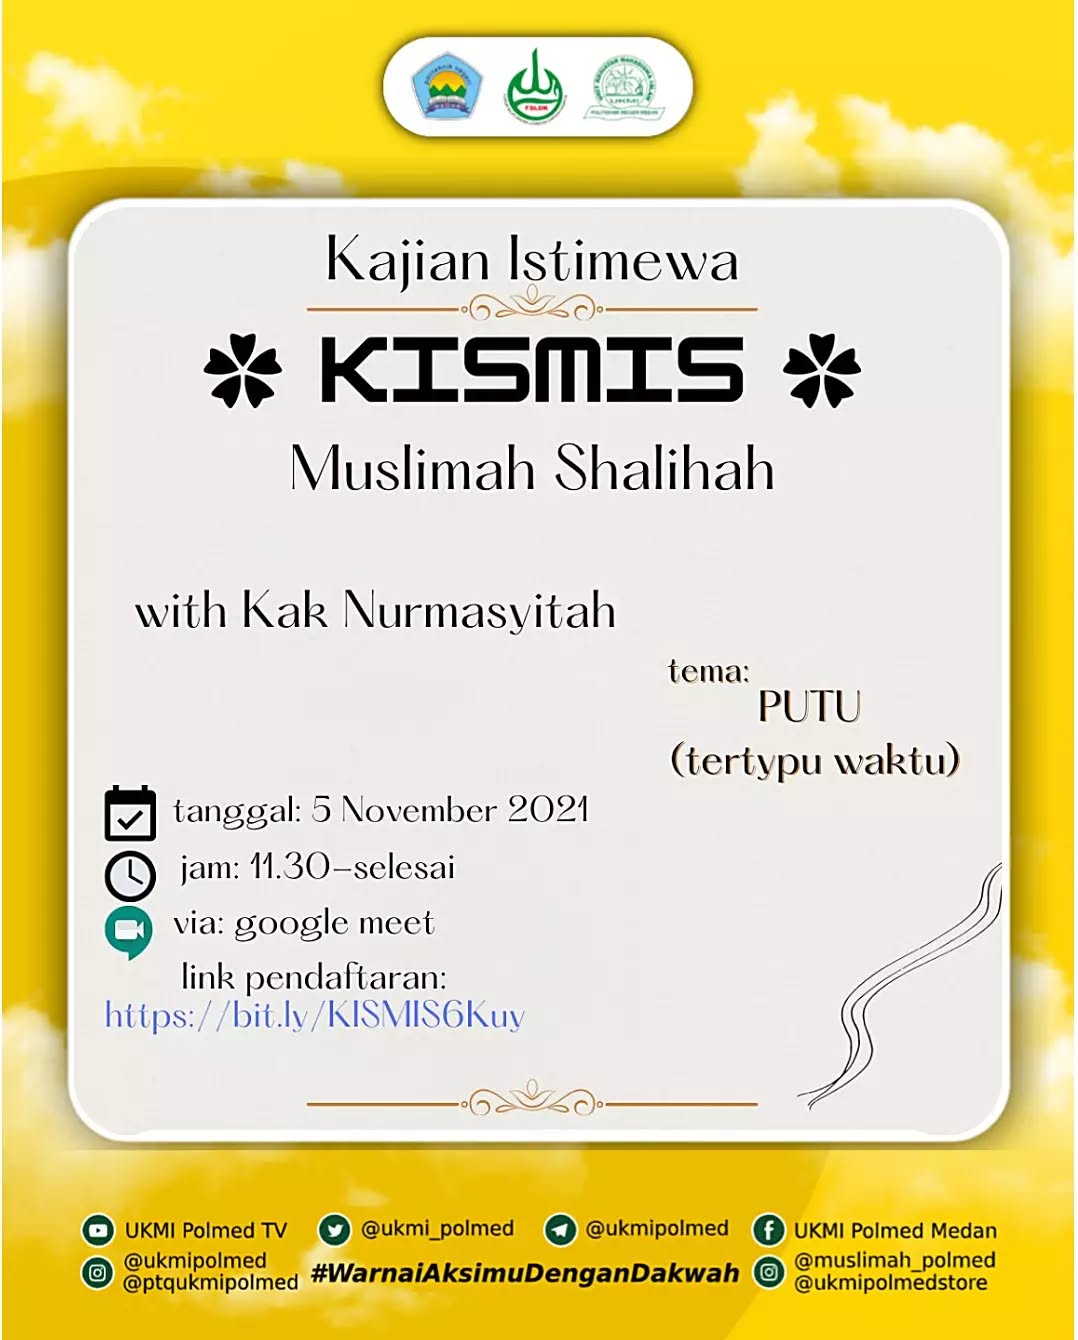 FSLDK
Kajian Istimewa
KISMIS
Muslimah Shalihah
with Kak Nurmasyitah
tema:
PUTU
(tertypu waktu)
tanggal: 5 November 2021
jam: 11.30-selesai
via: google meet
link pendaftaran:
https://bit.ly/KISMIS6Kuy
UKMI Polmed TV
@ukmi_polmed
@ukmipolmed
UKMI Polmed Medan
@ukmipolmed
@ptqukmipolmed
#WarnaiAksimuDenganDakwah
@muslimah_polmed
@ukmipolmedstore